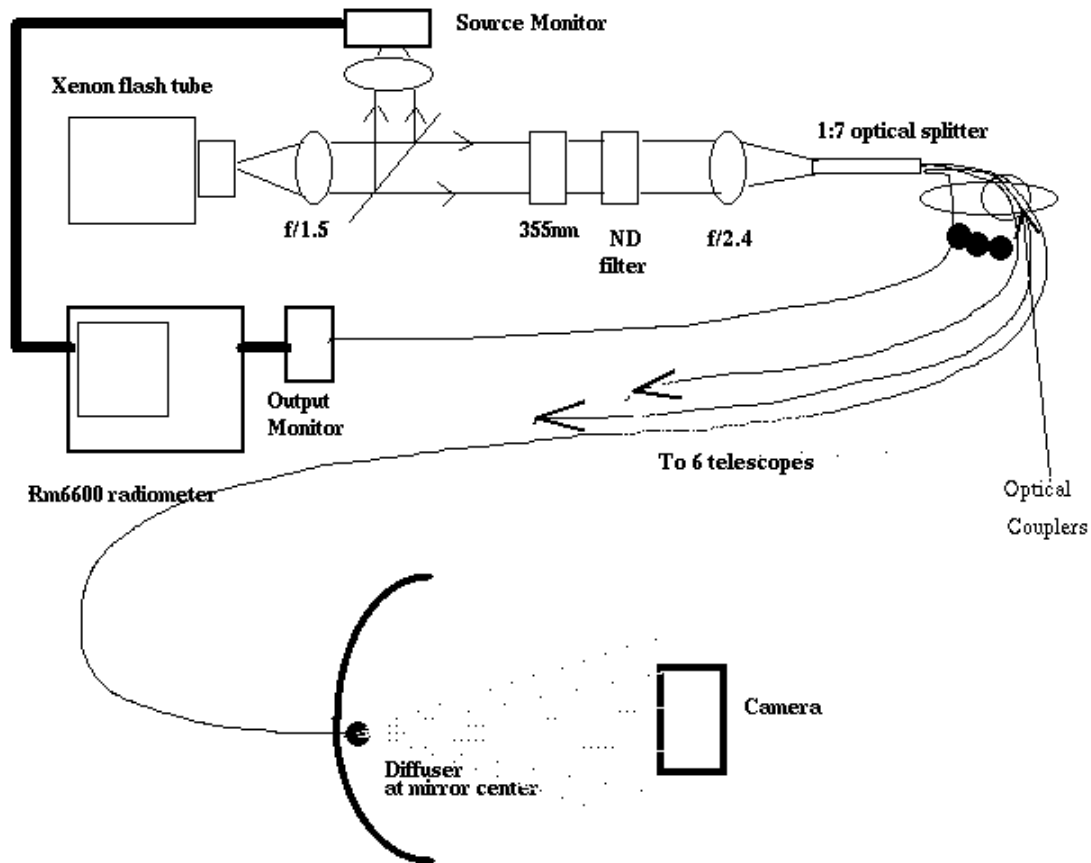 Source Monitor
Xenon flash tube
1:7 optical splitter
f/1.5
355nm
ND
filter
f/2.4
Output
Monitor
To 6 telescopes
Rm6600 radiometer
Optical
Couplers
Camera
Diffuser
at mirror center